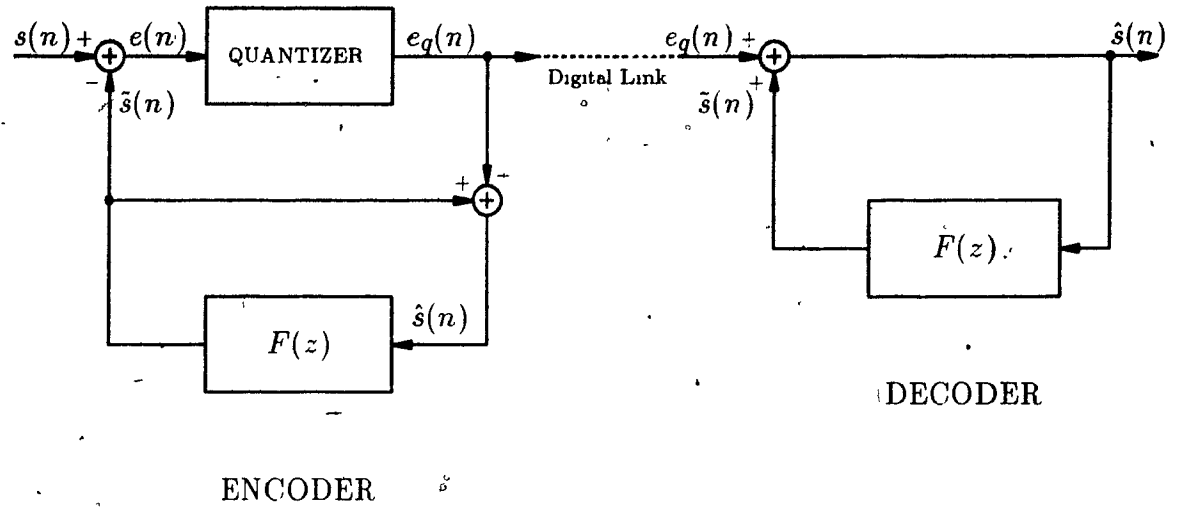 s(n) + e(n) QUANTIZER e_q(n) e_q(n) + ŝ(n)
+ +
Digital Link
− s̃(n) s̃(n) +
+ −
+
ŝ(n)
F(z) F(z)
DECODER
ENCODER